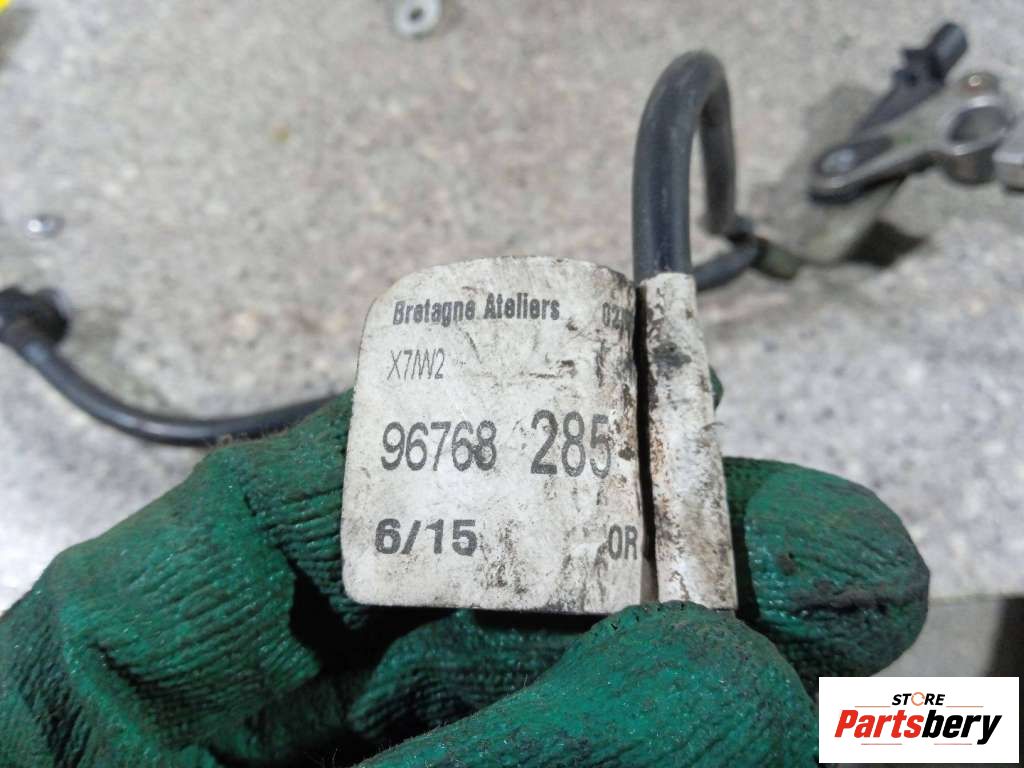 Bretagne Ateliers
X7/W2
96768 285
6/15 OR
STORE
Partsbery